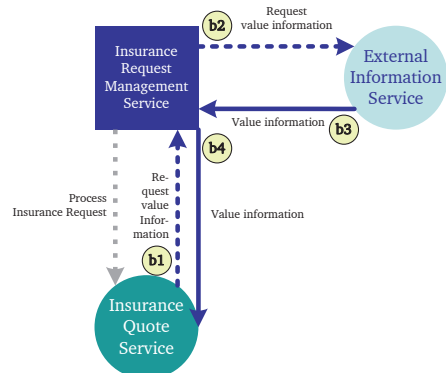 Request
value information
b2
Insurance
Request
Management
Service
External
Information
Service
Value information
b3
b4
Process
Insurance Request
Re-
quest
value
Infor-
mation
Value information
b1
Insurance
Quote
Service